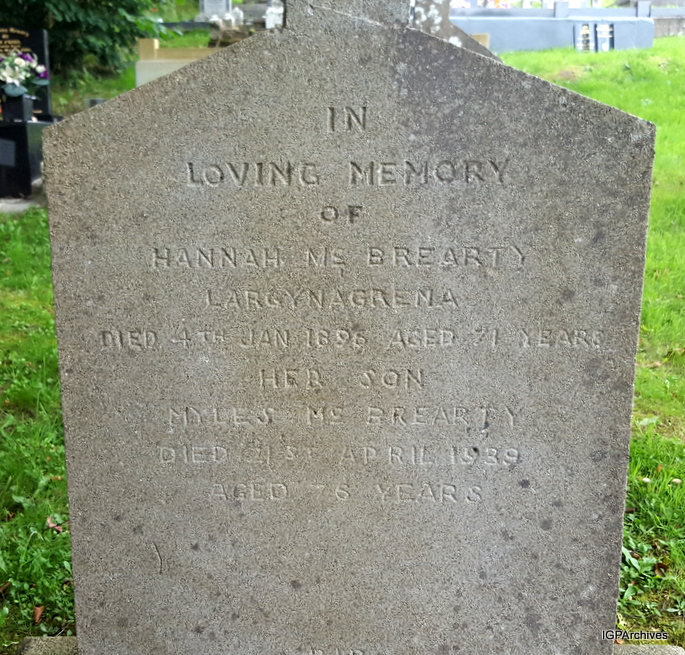 IN
LOVING MEMORY
OF
HANNAH Mc BREARTY
LARGYNAGRENA
DIED 4TH JAN 1896 AGED 71 YEARS
HER SON
MYLES Mc BREARTY
DIED 21ST APRIL 1939
AGED 76 YEARS
IGPArchives